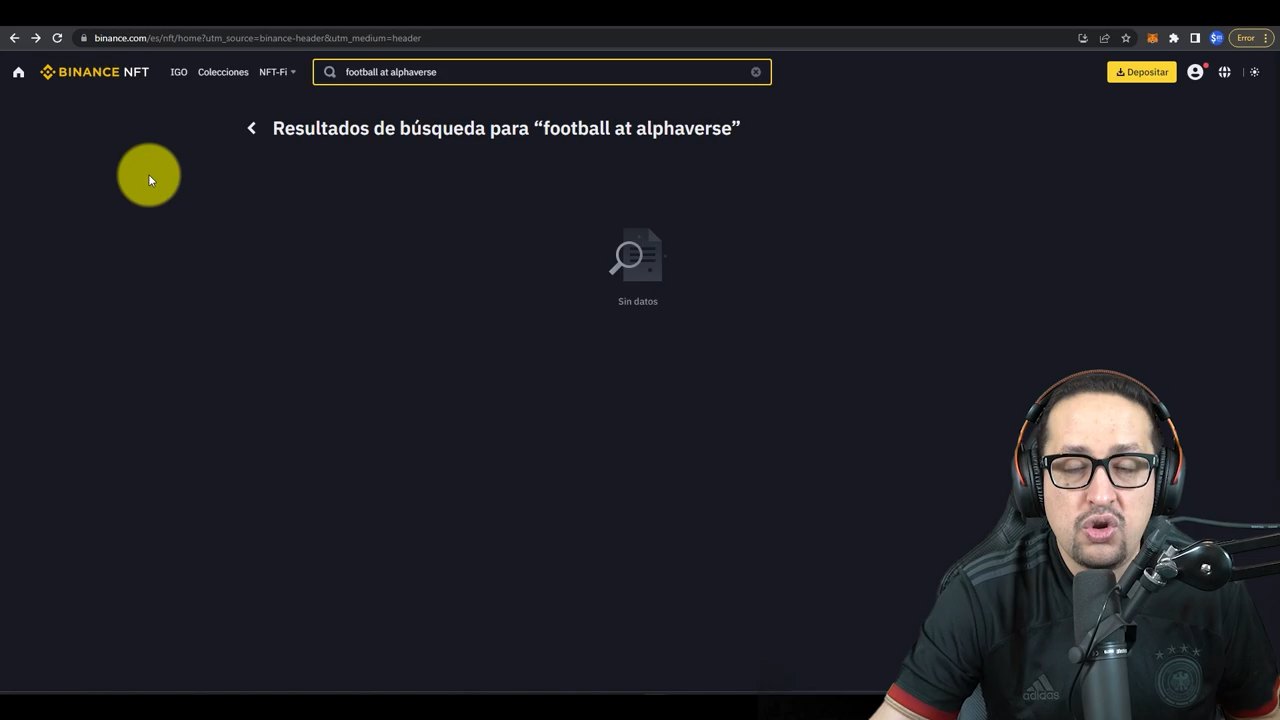 binance.com/es/nft/home?utm_source=binance-header&utm_medium=header
Error
BINANCE NFT
IGO
Colecciones
NFT-Fi
football at alphaverse
Depositar
Resultados de búsqueda para “football at alphaverse”
Sin datos
adidas